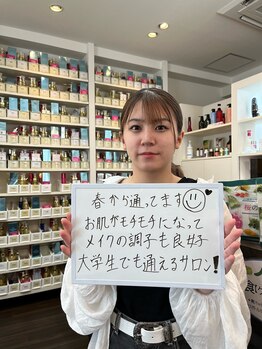 春から通ってます
お肌がモチモチになって
メイクの調子も良好
大学生でも通えるサロン!